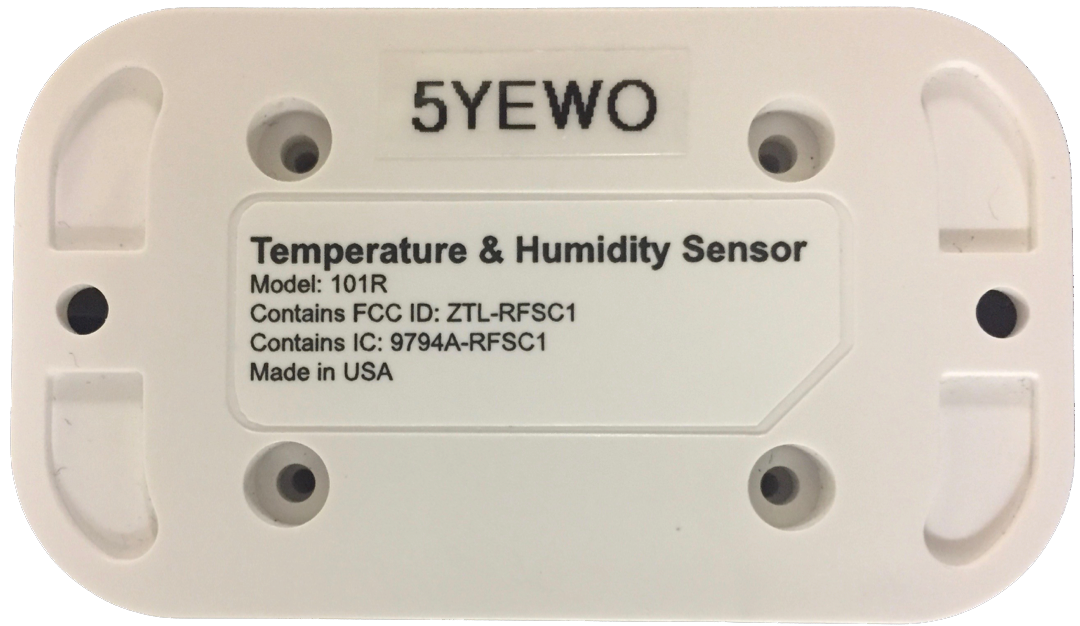 5YEWO
Temperature & Humidity Sensor
Model: 101R
Contains FCC ID: ZTL-RFSC1
Contains IC: 9794A-RFSC1
Made in USA